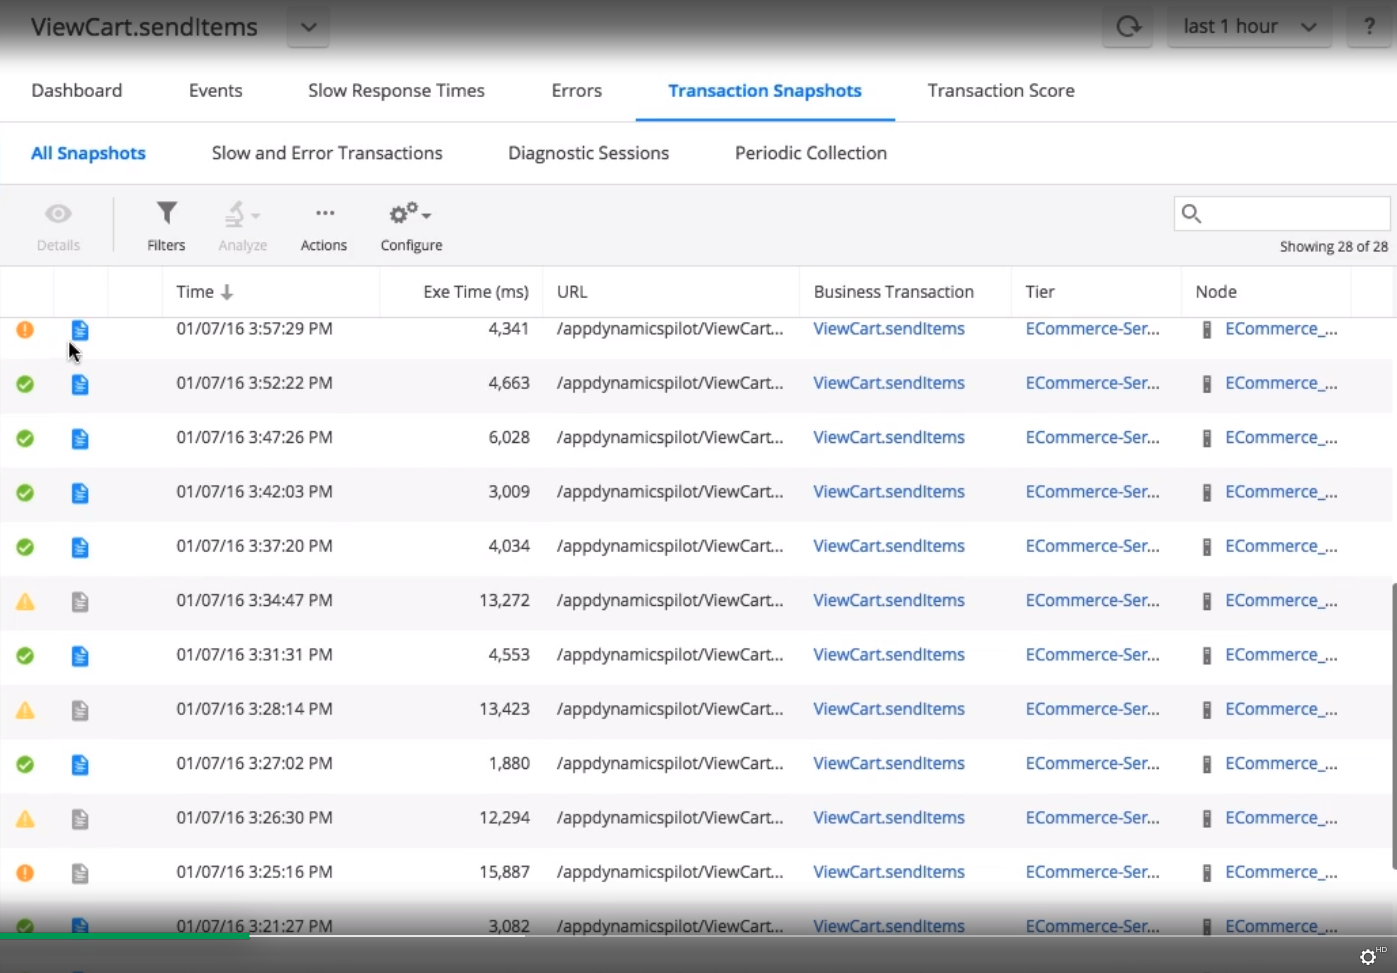 ViewCart.sendItems
last 1 hour
?
Dashboard Events Slow Response Times Errors Transaction Snapshots Transaction Score
All Snapshots Slow and Error Transactions Diagnostic Sessions Periodic Collection
Details Filters Analyze Actions Configure
Showing 28 of 28
Time Exe Time (ms) URL Business Transaction Tier Node
01/07/16 3:57:29 PM 4,341 /appdynamicspilot/ViewCart... ViewCart.sendItems ECommerce-Ser... ECommerce_...
01/07/16 3:52:22 PM 4,663 /appdynamicspilot/ViewCart... ViewCart.sendItems ECommerce-Ser... ECommerce_...
01/07/16 3:47:26 PM 6,028 /appdynamicspilot/ViewCart... ViewCart.sendItems ECommerce-Ser... ECommerce_...
01/07/16 3:42:03 PM 3,009 /appdynamicspilot/ViewCart... ViewCart.sendItems ECommerce-Ser... ECommerce_...
01/07/16 3:37:20 PM 4,034 /appdynamicspilot/ViewCart... ViewCart.sendItems ECommerce-Ser... ECommerce_...
01/07/16 3:34:47 PM 13,272 /appdynamicspilot/ViewCart... ViewCart.sendItems ECommerce-Ser... ECommerce_...
01/07/16 3:31:31 PM 4,553 /appdynamicspilot/ViewCart... ViewCart.sendItems ECommerce-Ser... ECommerce_...
01/07/16 3:28:14 PM 13,423 /appdynamicspilot/ViewCart... ViewCart.sendItems ECommerce-Ser... ECommerce_...
01/07/16 3:27:02 PM 1,880 /appdynamicspilot/ViewCart... ViewCart.sendItems ECommerce-Ser... ECommerce_...
01/07/16 3:26:30 PM 12,294 /appdynamicspilot/ViewCart... ViewCart.sendItems ECommerce-Ser... ECommerce_...
01/07/16 3:25:16 PM 15,887 /appdynamicspilot/ViewCart... ViewCart.sendItems ECommerce-Ser... ECommerce_...
01/07/16 3:21:27 PM 3,082 /appdynamicspilot/ViewCart... ViewCart.sendItems ECommerce-Ser... ECommerce_...
HD